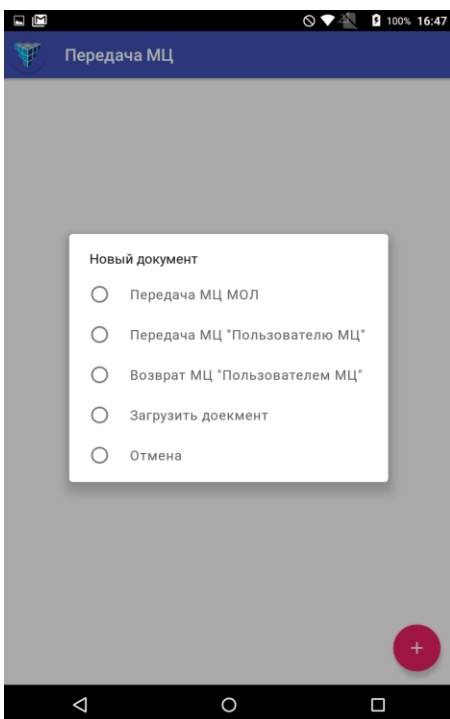 100% 16:47
Передача МЦ
Новый документ
Передача МЦ МОЛ
Передача МЦ "Пользователю МЦ"
Возврат МЦ "Пользователем МЦ"
Загрузить доекмент
Отмена